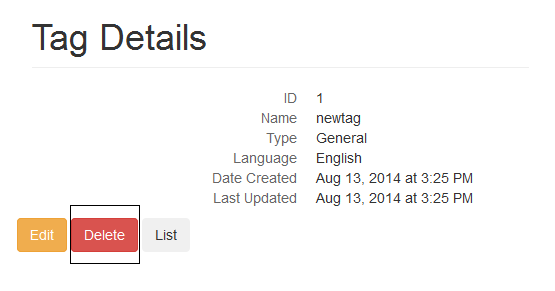 Tag Details
ID 1
Name newtag
Type General
Language English
Date Created Aug 13, 2014 at 3:25 PM
Last Updated Aug 13, 2014 at 3:25 PM
Edit Delete List